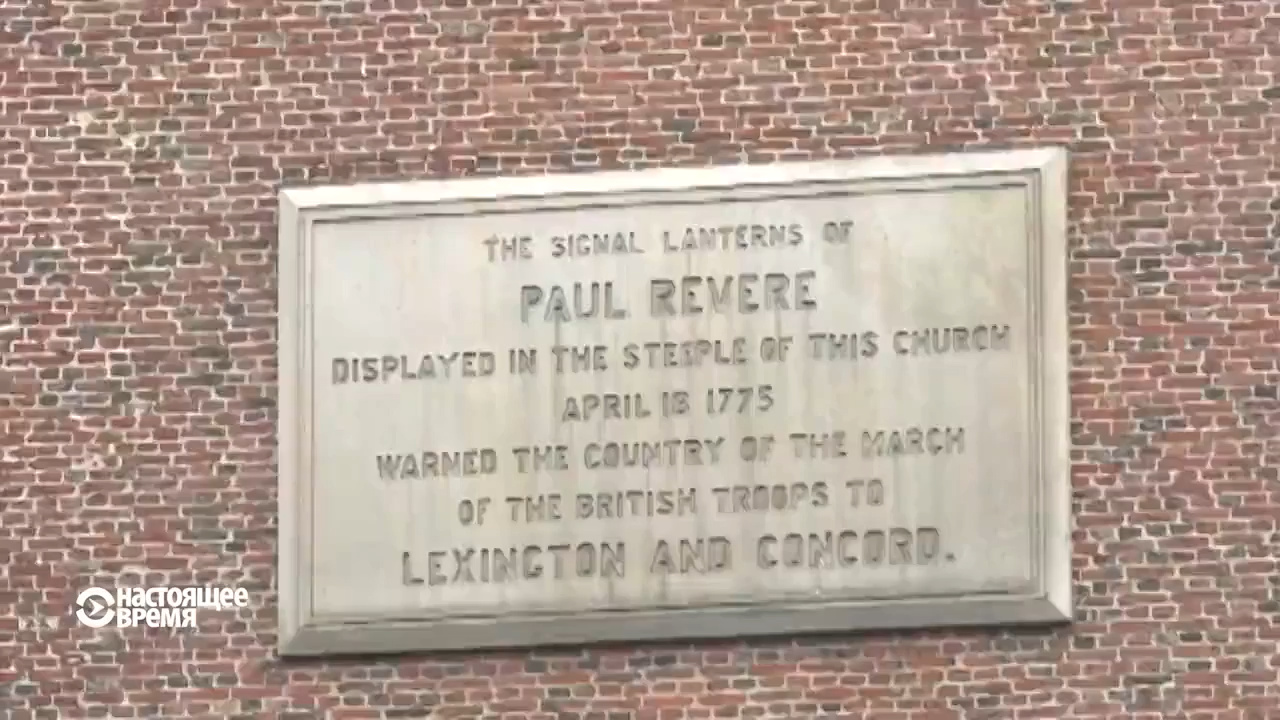 THE SIGNAL LANTERNS OF
PAUL REVERE
DISPLAYED IN THE STEEPLE OF THIS CHURCH
APRIL 18 1775
WARNED THE COUNTRY OF THE MARCH
OF THE BRITISH TROOPS TO
LEXINGTON AND CONCORD.
НАСТОЯЩЕЕ
ВРЕМЯ